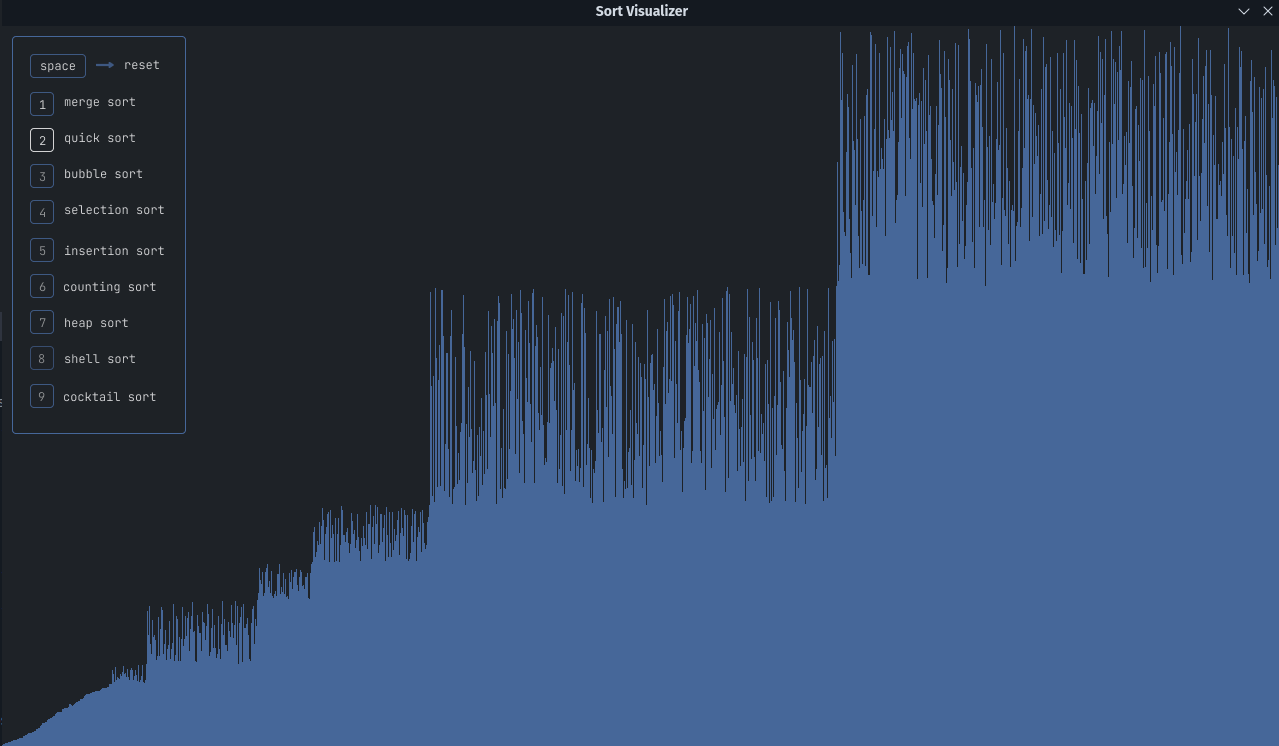 Sort Visualizer
space → reset
1 merge sort
2 quick sort
3 bubble sort
4 selection sort
5 insertion sort
6 counting sort
7 heap sort
8 shell sort
9 cocktail sort